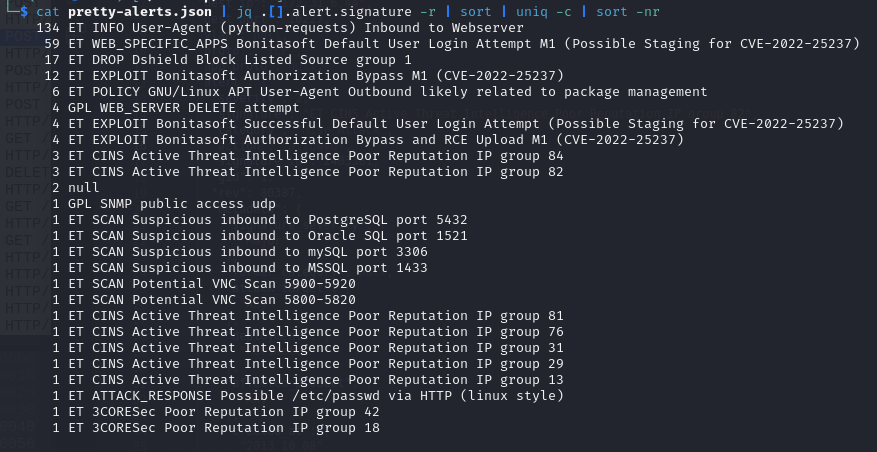 └─$ cat pretty-alerts.json | jq .[].alert.signature -r | sort | uniq -c | sort -nr
134 ET INFO User-Agent (python-requests) Inbound to Webserver
59 ET WEB_SPECIFIC_APPS Bonitasoft Default User Login Attempt M1 (Possible Staging for CVE-2022-25237)
17 ET DROP Dshield Block Listed Source group 1
12 ET EXPLOIT Bonitasoft Authorization Bypass M1 (CVE-2022-25237)
6 ET POLICY GNU/Linux APT User-Agent Outbound likely related to package management
4 GPL WEB_SERVER DELETE attempt
4 ET EXPLOIT Bonitasoft Successful Default User Login Attempt (Possible Staging for CVE-2022-25237)
4 ET EXPLOIT Bonitasoft Authorization Bypass and RCE Upload M1 (CVE-2022-25237)
3 ET CINS Active Threat Intelligence Poor Reputation IP group 84
3 ET CINS Active Threat Intelligence Poor Reputation IP group 82
2 null
1 GPL SNMP public access udp
1 ET SCAN Suspicious inbound to PostgreSQL port 5432
1 ET SCAN Suspicious inbound to Oracle SQL port 1521
1 ET SCAN Suspicious inbound to mySQL port 3306
1 ET SCAN Suspicious inbound to MSSQL port 1433
1 ET SCAN Potential VNC Scan 5900-5920
1 ET SCAN Potential VNC Scan 5800-5820
1 ET CINS Active Threat Intelligence Poor Reputation IP group 81
1 ET CINS Active Threat Intelligence Poor Reputation IP group 76
1 ET CINS Active Threat Intelligence Poor Reputation IP group 31
1 ET CINS Active Threat Intelligence Poor Reputation IP group 29
1 ET CINS Active Threat Intelligence Poor Reputation IP group 13
1 ET ATTACK_RESPONSE Possible /etc/passwd via HTTP (linux style)
1 ET 3CORESec Poor Reputation IP group 42
1 ET 3CORESec Poor Reputation IP group 18